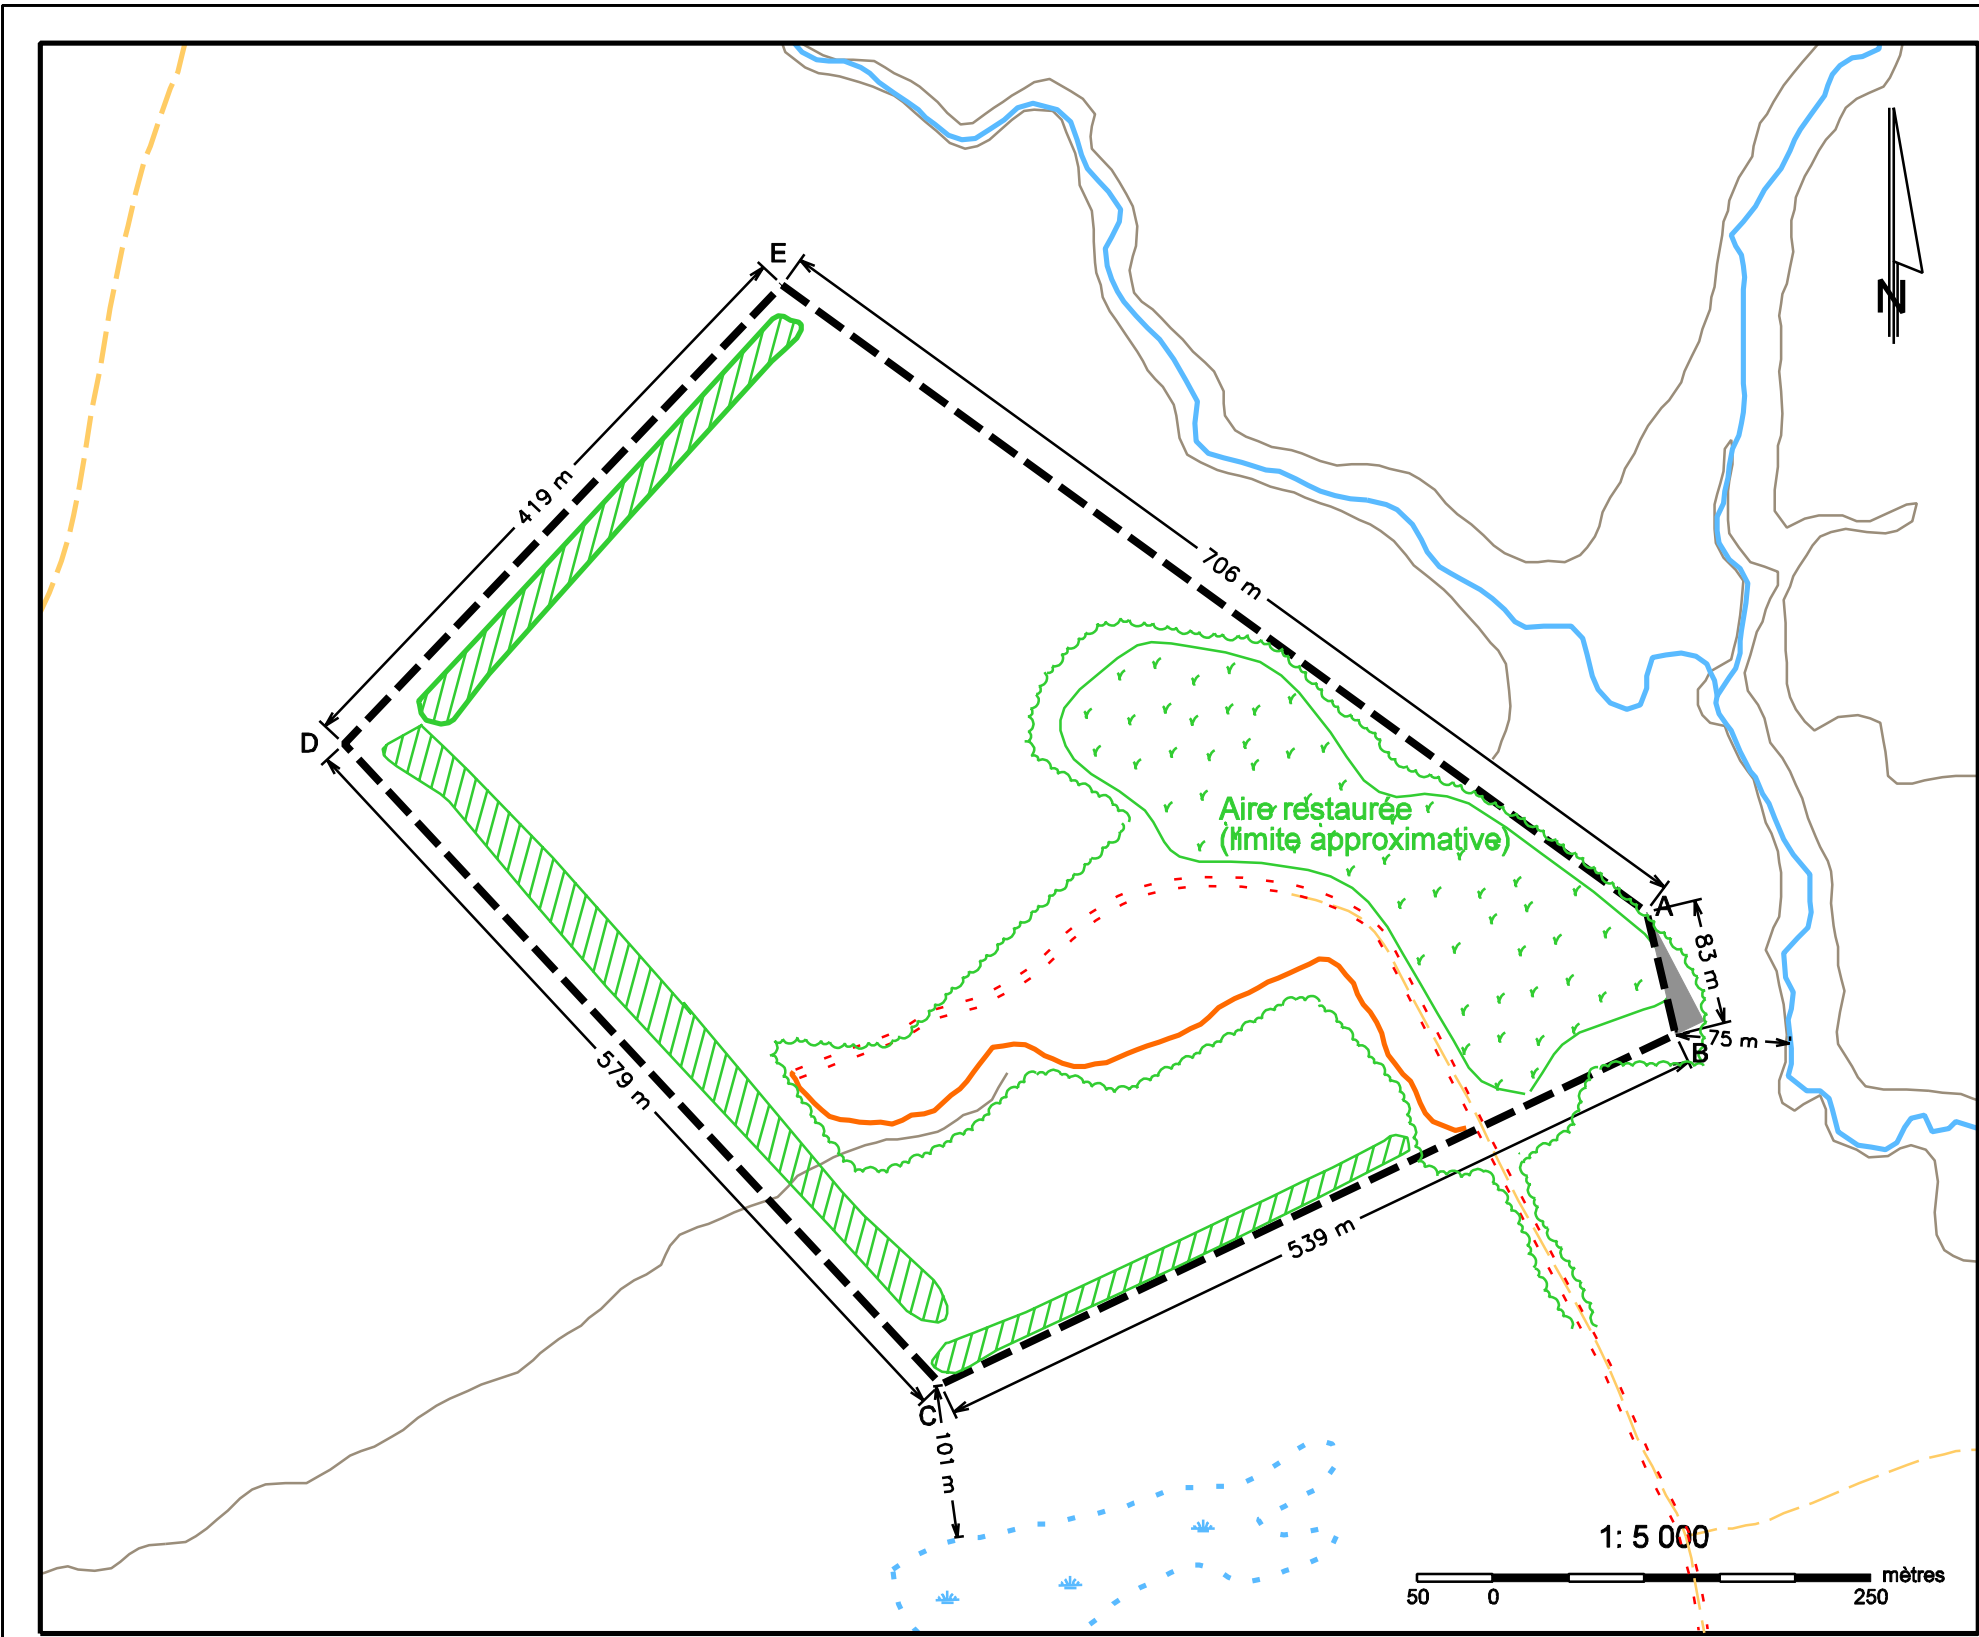 N
E
419 m
706 m
D
Aire restaurée
(limite approximative)
A
83 m
75 m
B
579 m
539 m
C
101 m
1: 5 000
mètres
50 0 250